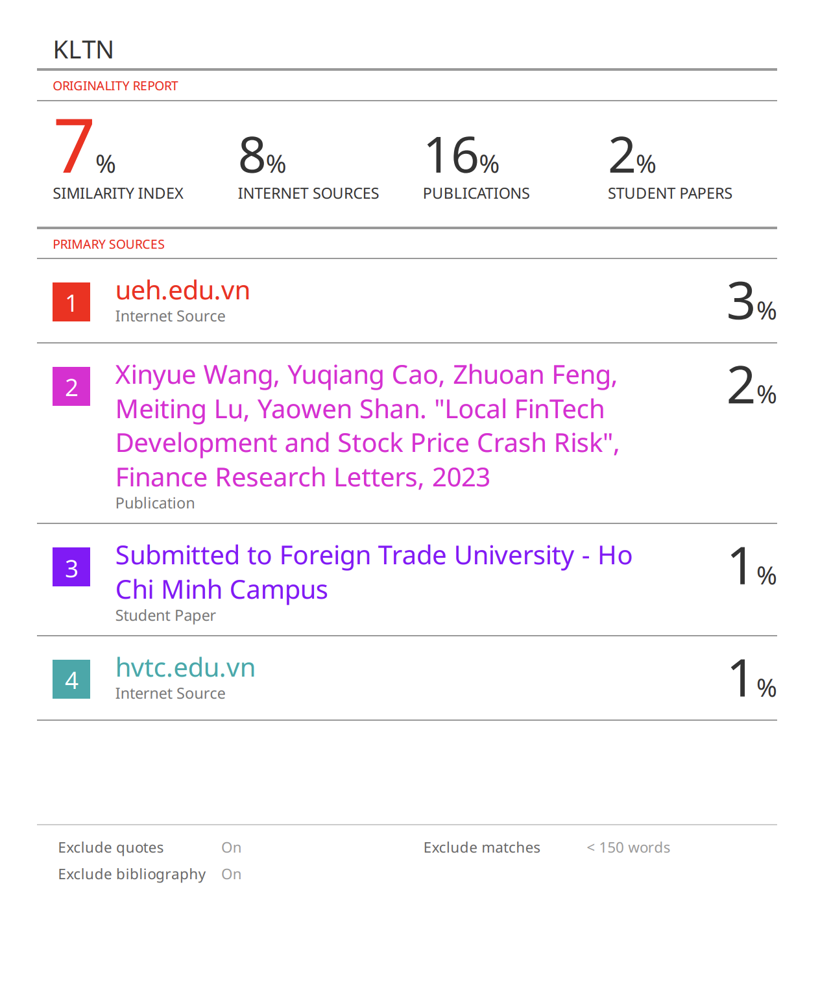 KLTN
ORIGINALITY REPORT
7% 8% 16% 2%
SIMILARITY INDEX INTERNET SOURCES PUBLICATIONS STUDENT PAPERS
PRIMARY SOURCES
1 ueh.edu.vn 3%
Internet Source
2 Xinyue Wang, Yuqiang Cao, Zhuoan Feng, 2%
Meiting Lu, Yaowen Shan. "Local FinTech
Development and Stock Price Crash Risk",
Finance Research Letters, 2023
Publication
3 Submitted to Foreign Trade University - Ho 1%
Chi Minh Campus
Student Paper
4 hvtc.edu.vn 1%
Internet Source
Exclude quotes On Exclude matches < 150 words
Exclude bibliography On